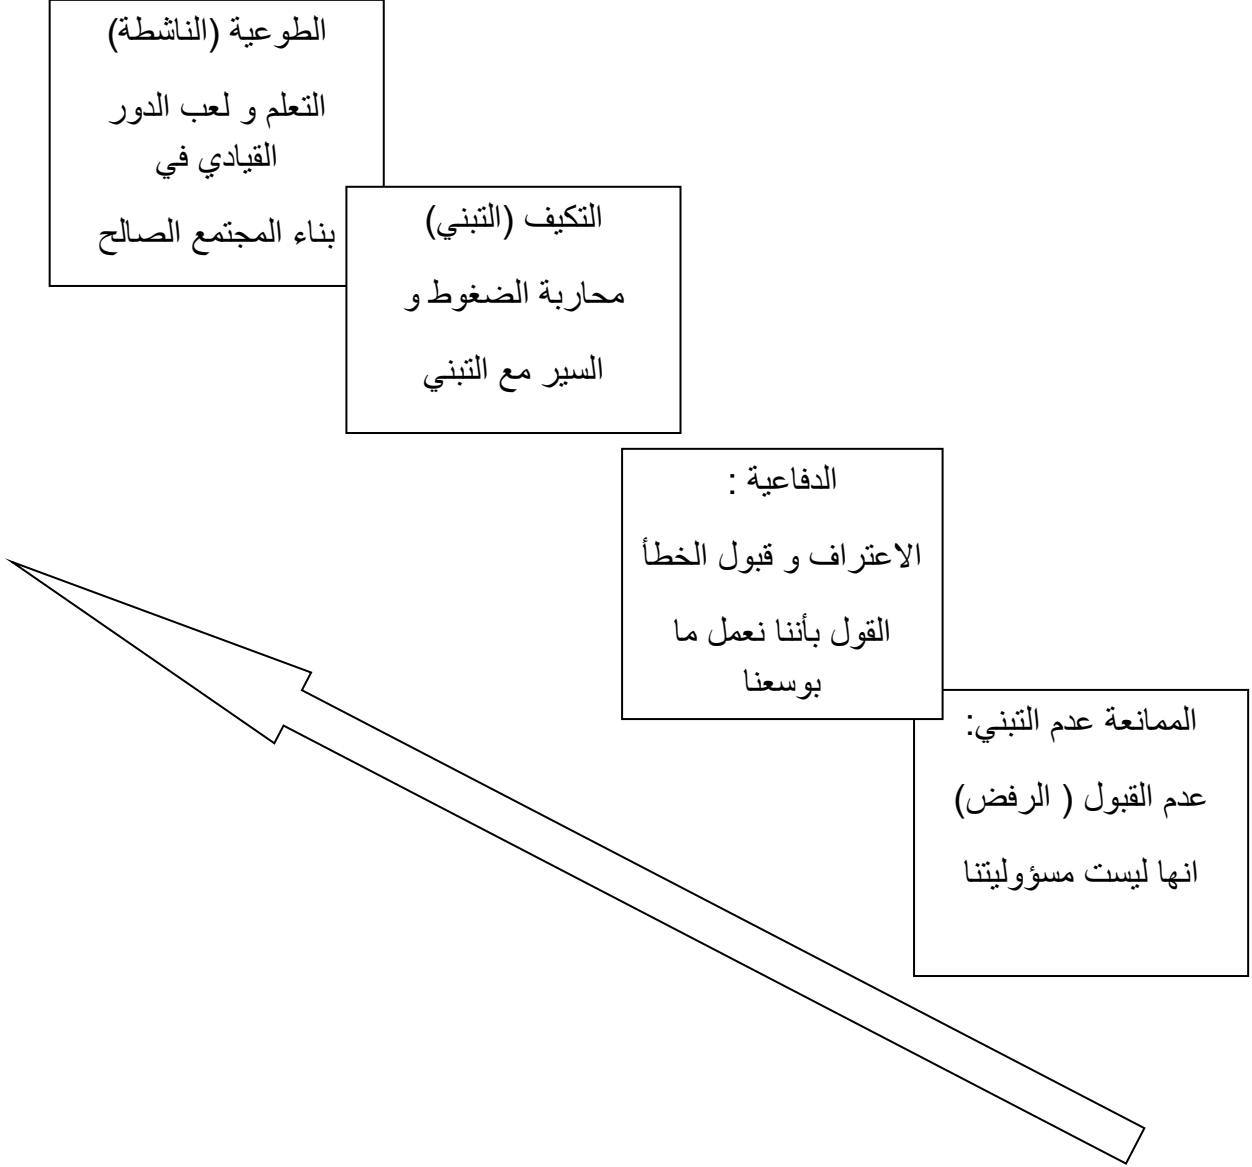 الطوعية (الناشطة)
التعلم و لعب الدور
القيادي في
بناء المجتمع الصالح
التكيف (التبني)
محاربة الضغوط و
السير مع التبني
الدفاعية :
الاعتراف و قبول الخطأ
القول بأننا نعمل ما
بوسعنا
الممانعة عدم التبني:
عدم القبول ( الرفض)
انها ليست مسؤوليتنا